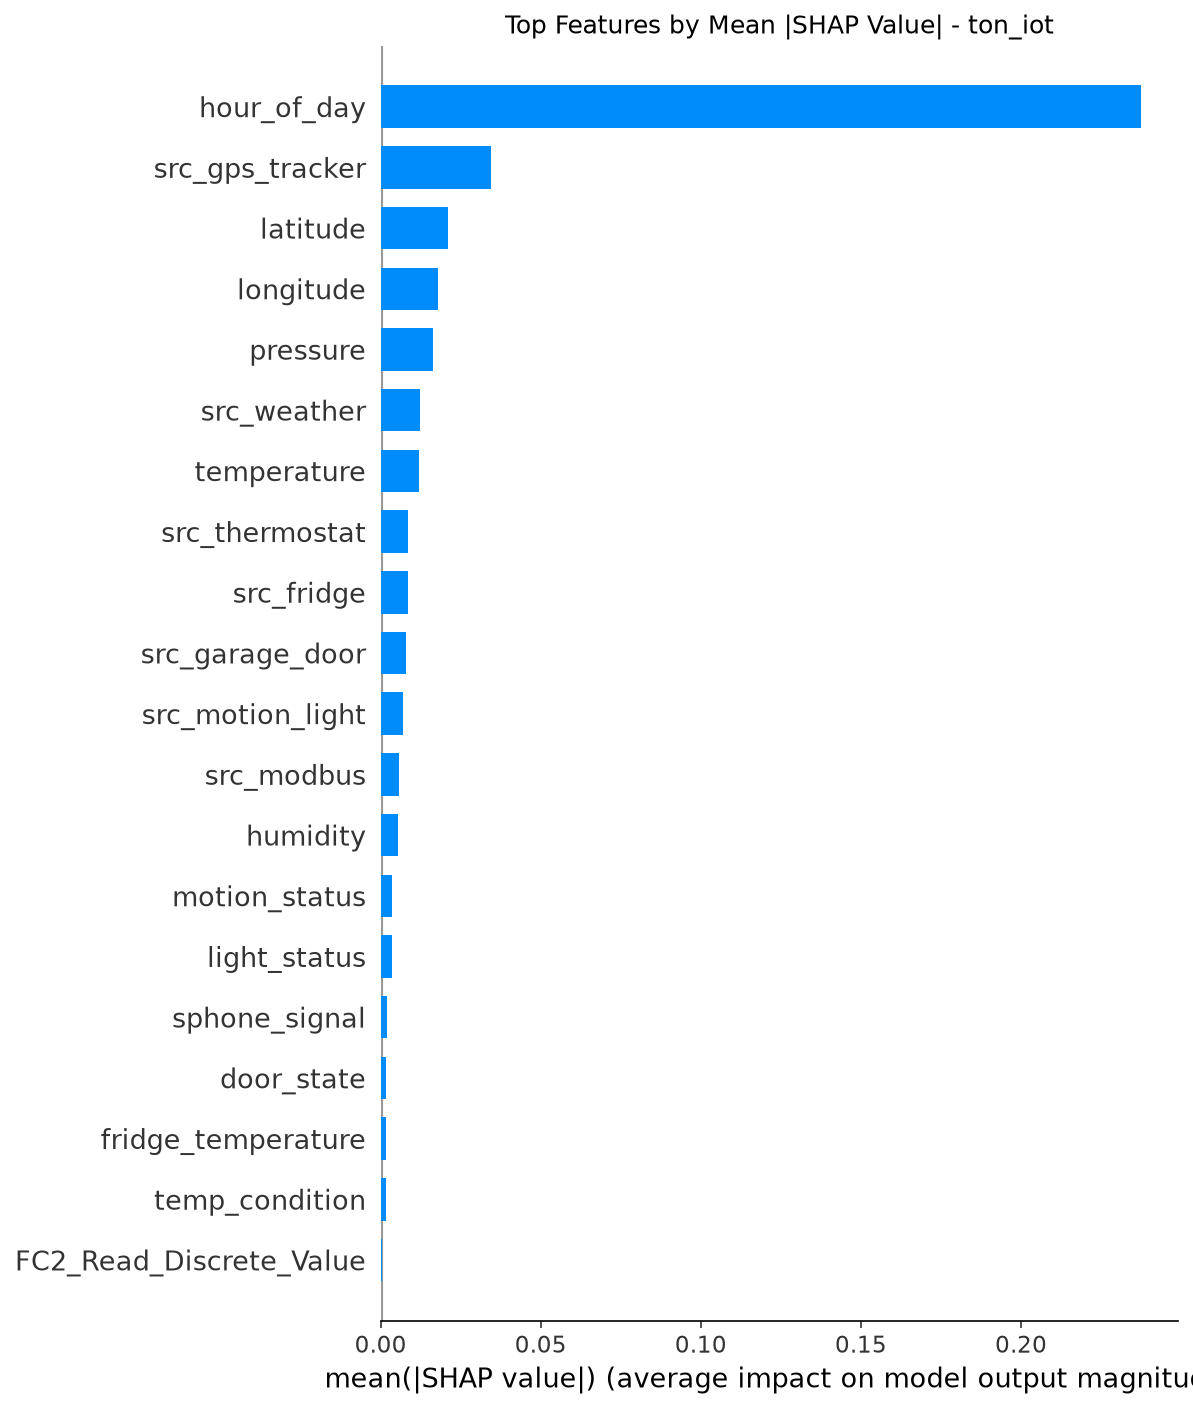 Top Features by Mean |SHAP Value| - ton_iot
hour_of_day
src_gps_tracker
latitude
longitude
pressure
src_weather
temperature
src_thermostat
src_fridge
src_garage_door
src_motion_light
src_modbus
humidity
motion_status
light_status
sphone_signal
door_state
fridge_temperature
temp_condition
FC2_Read_Discrete_Value
0.00 0.05 0.10 0.15 0.20
mean(|SHAP value|) (average impact on model output